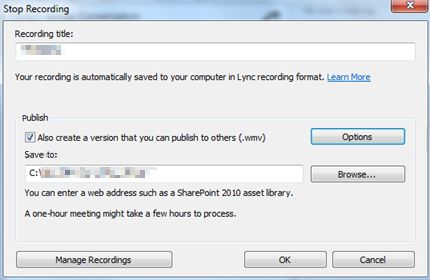 Stop Recording
Recording title:
Your recording is automatically saved to your computer in Lync recording format. Learn More
Publish
Also create a version that you can publish to others (.wmv)
Options
Save to:
C:\
Browse...
You can enter a web address such as a SharePoint 2010 asset library.
A one-hour meeting might take a few hours to process.
Manage Recordings
OK
Cancel